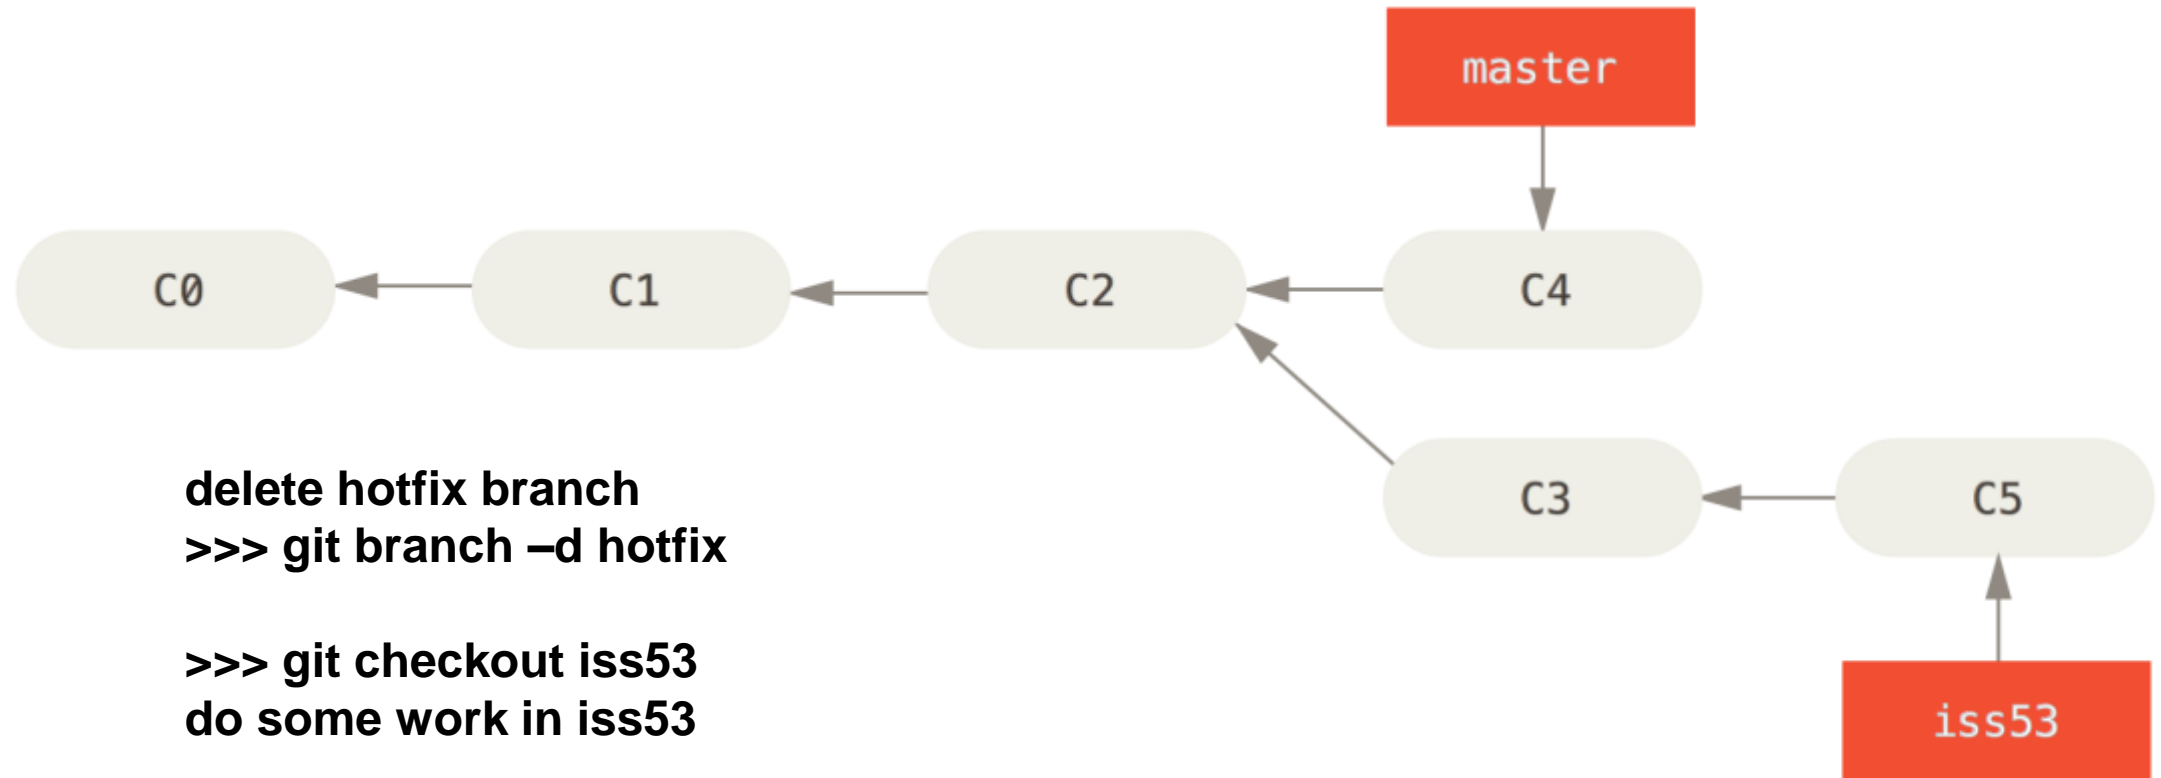 master
C0 C1 C2 C4
C3 C5
iss53
delete hotfix branch
>>> git branch –d hotfix
>>> git checkout iss53
do some work in iss53